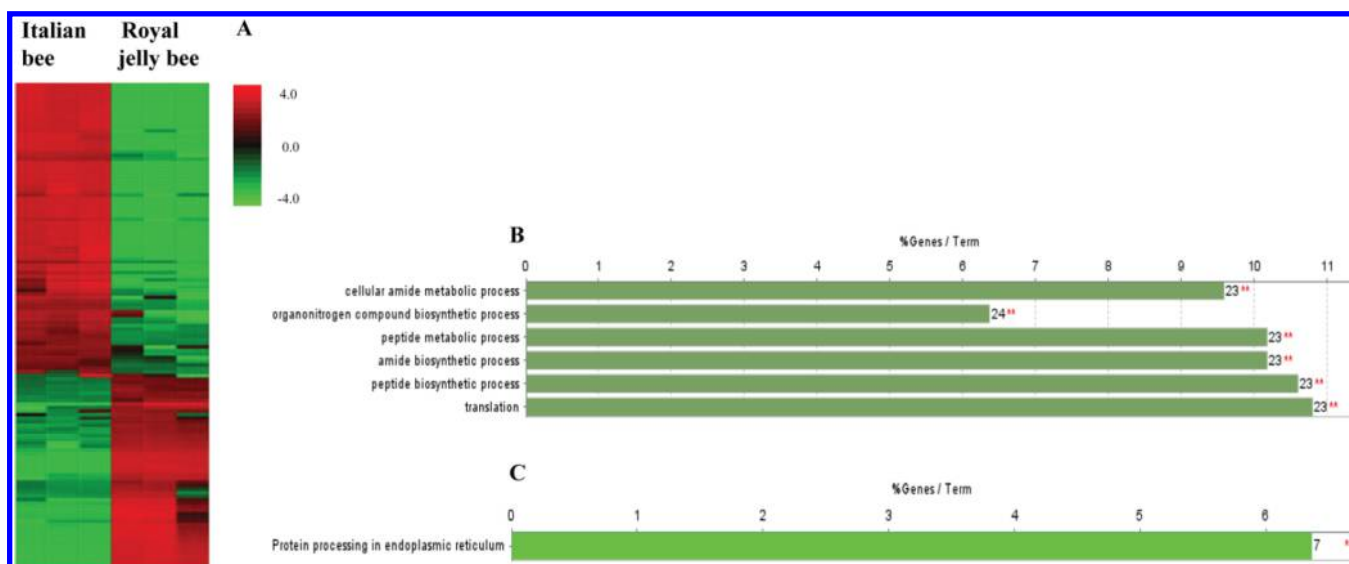 Italian bee
Royal jelly bee
A
4.0
0.0
-4.0
B
%Genes / Term
0 1 2 3 4 5 6 7 8 9 10 11
cellular amide metabolic process 23 **
organonitrogen compound biosynthetic process 24 **
peptide metabolic process 23 **
amide biosynthetic process 23 **
peptide biosynthetic process 23 **
translation 23 **
C
%Genes / Term
0 1 2 3 4 5 6
Protein processing in endoplasmic reticulum 7 *